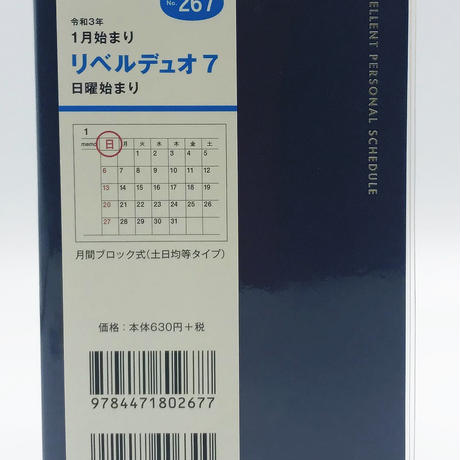 No. 267
令和3年
1月始まり
リベルデュオ 7
日曜始まり
1
memo 日 月 火 水 木 金 土
1 2 3 4 5
6 7 8 9 10 11 12
13 14 15 16 17 18 19
20 21 22 23 24 25 26
27 28 29 30 31
月間ブロック式(土日均等タイプ)
価格:本体630円+税
9784471802677
ELLENT PERSONAL SCHEDULE